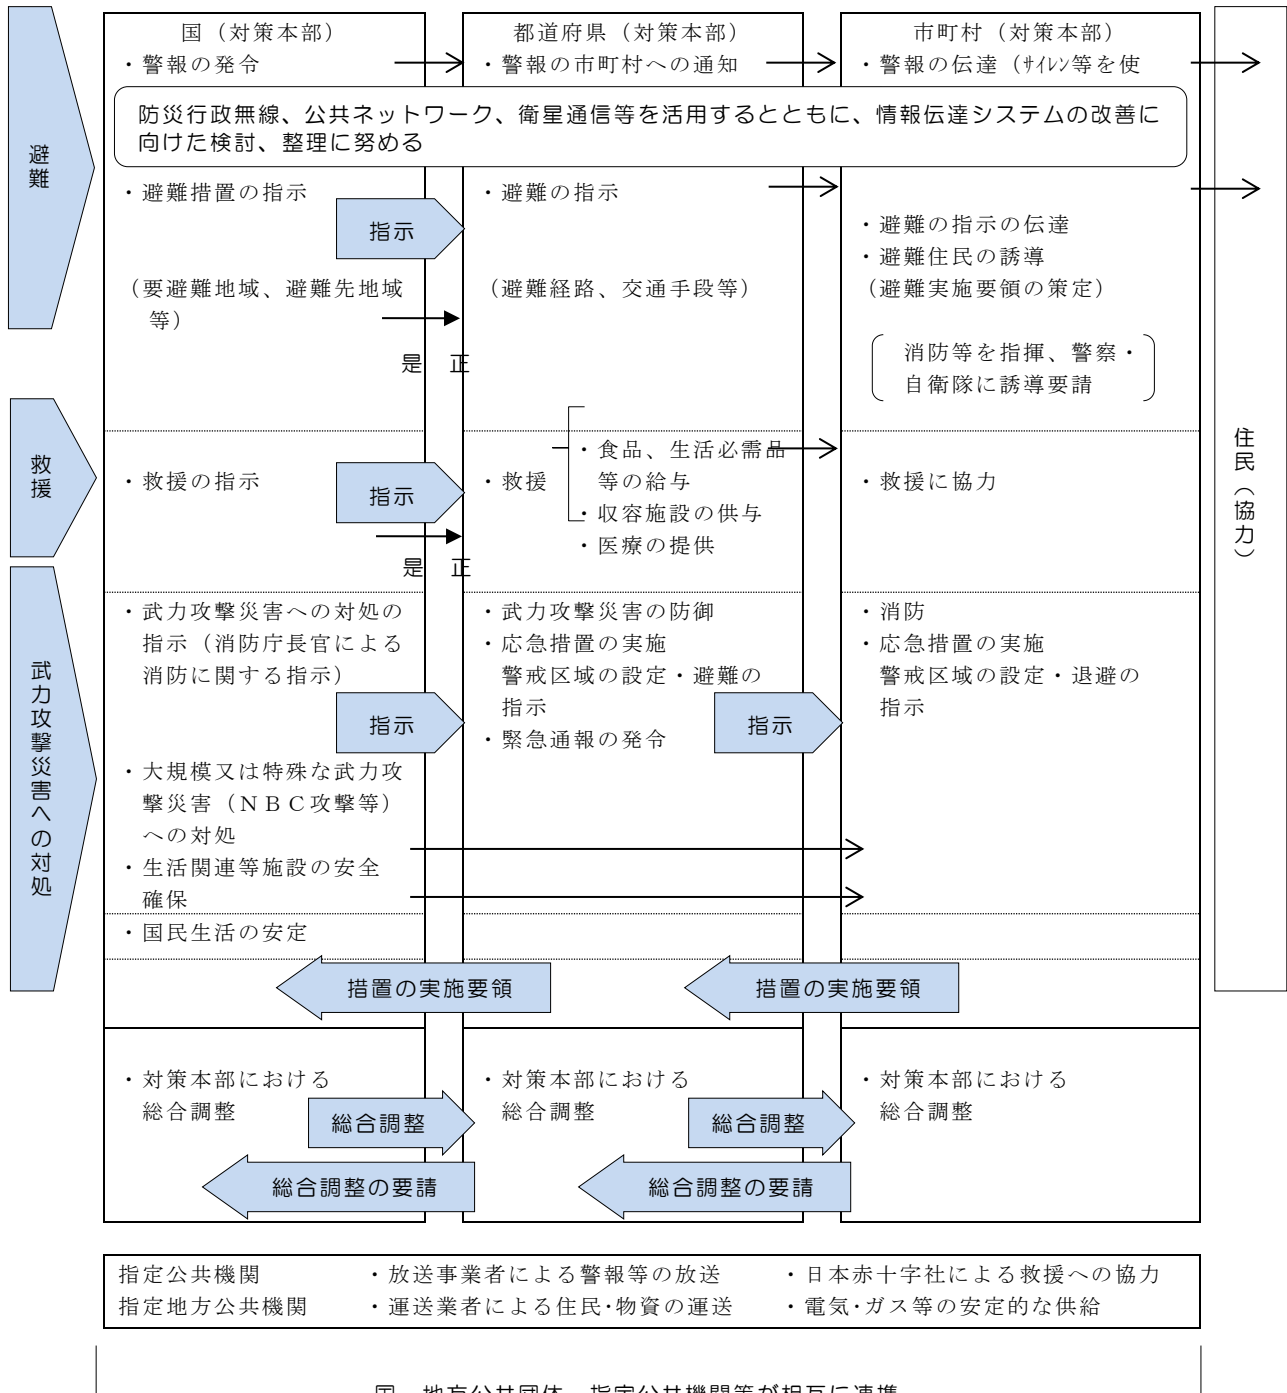 避難
国（対策本部）
・警報の発令
都道府県（対策本部）
・警報の市町村への通知
市町村（対策本部）
・警報の伝達（ｻｲﾚﾝ等を使
防災行政無線、公共ネットワーク、衛星通信等を活用するとともに、情報伝達システムの改善に
向けた検討、整理に努める
・避難措置の指示
指示
（要避難地域、避難先地域
等）
是　正
・避難の指示
（避難経路、交通手段等）
・避難の指示の伝達
・避難住民の誘導
（避難実施要領の策定）
消防等を指揮、警察・
自衛隊に誘導要請
救援
・救援の指示
指示
是　正
・救援
・食品、生活必需品
等の給与
・収容施設の供与
・医療の提供
・救援に協力
武力攻撃災害への対処
・武力攻撃災害への対処の
指示（消防庁長官による
消防に関する指示）
指示
・大規模又は特殊な武力攻
撃災害（ＮＢＣ攻撃等）
への対処
・生活関連等施設の安全
確保
・国民生活の安定
・武力攻撃災害の防御
・応急措置の実施
警戒区域の設定・避難の
指示
・緊急通報の発令
指示
・消防
・応急措置の実施
警戒区域の設定・退避の
指示
措置の実施要領
措置の実施要領
・対策本部における
総合調整
総合調整
総合調整の要請
・対策本部における
総合調整
総合調整
総合調整の要請
・対策本部における
総合調整
住民（協力）
指定公共機関　・放送事業者による警報等の放送　・日本赤十字社による救援への協力
指定地方公共機関　・運送業者による住民･物資の運送　・電気･ガス等の安定的な供給
国、地方公共団体、指定公共機関等が相互に連携